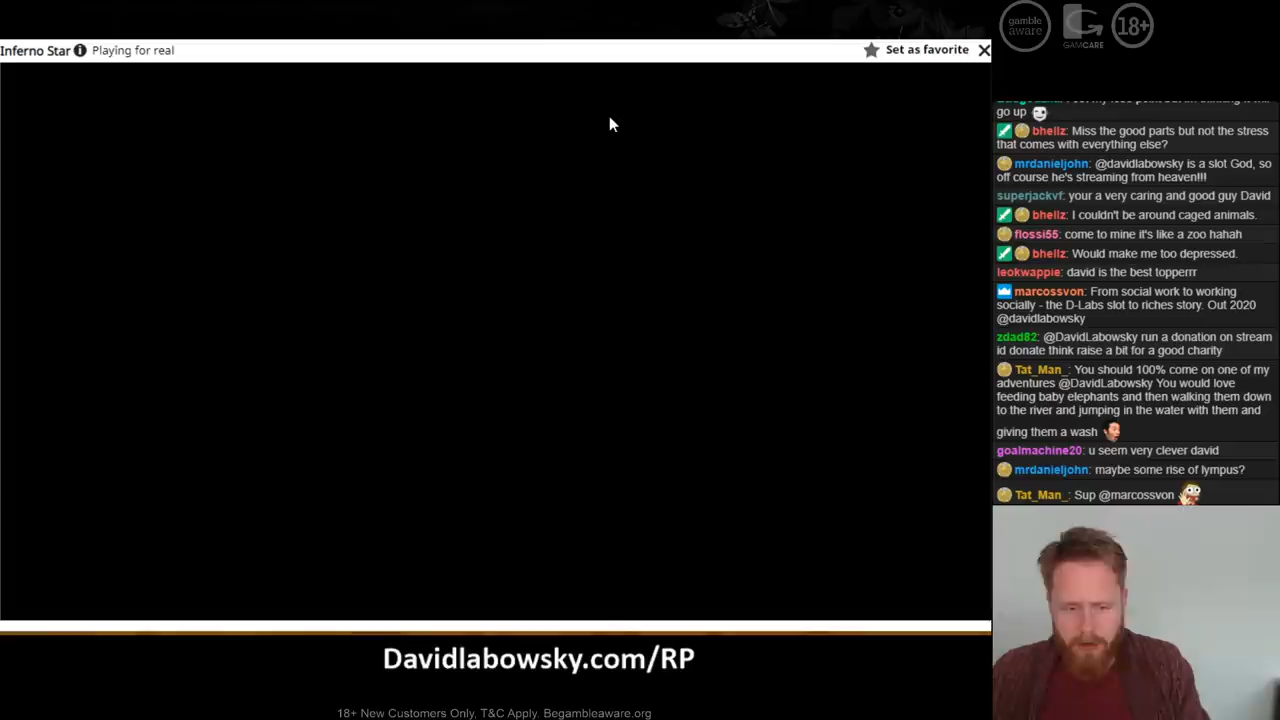 gamble
aware
GAMCARE
18+
Inferno Star Playing for real
Set as favorite
go up
bhellz: Miss the good parts but not the stress
that comes with everything else?
mrdanieljohn: @davidlabowsky is a slot God, so
off course he's streaming from heaven!!!
superjackvf: your a very caring and good guy David
bhellz: I couldn't be around caged animals.
flossi55: come to mine it's like a zoo hahah
bhellz: Would make me too depressed.
leokwappie: david is the best topperrr
marcossvon: From social work to working
socially - the D-Labs slot to riches story. Out 2020
@davidlabowsky
zdad82: @DavidLabowsky run a donation on stream
id donate think raise a bit for a good charity
Tat_Man_: You should 100% come on one of my
adventures @DavidLabowsky You would love
feeding baby elephants and then walking them down
to the river and jumping in the water with them and
giving them a wash
goalmachine20: u seem very clever david
mrdanieljohn: maybe some rise of lympus?
Tat_Man_: Sup @marcossvon
Davidlabowsky.com/RP
18+ New Customers Only, T&C Apply. Begambleaware.org